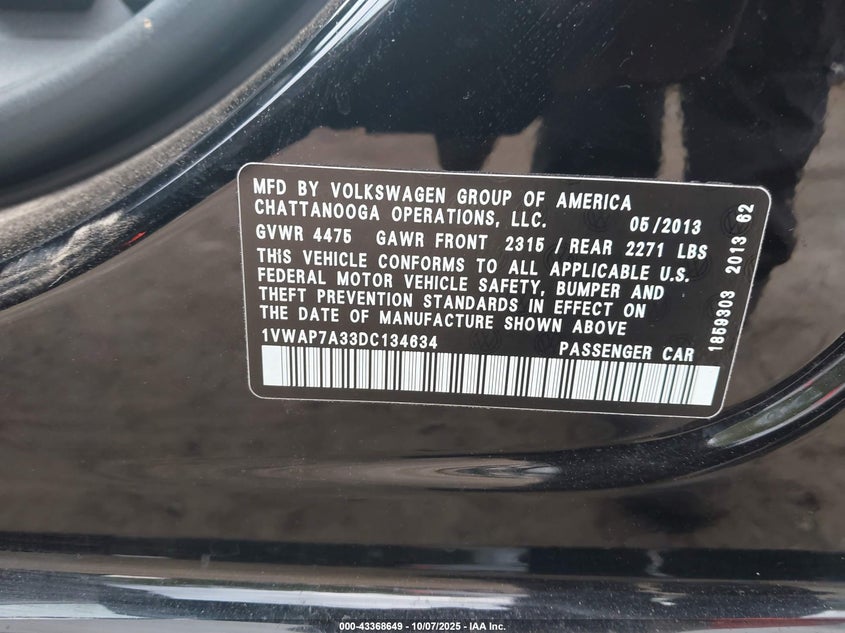 MFD BY VOLKSWAGEN GROUP OF AMERICA
CHATTANOOGA OPERATIONS, LLC. 05/2013
GVWR 4475 GAWR FRONT 2315 / REAR 2271 LBS
THIS VEHICLE CONFORMS TO ALL APPLICABLE U.S.
FEDERAL MOTOR VEHICLE SAFETY, BUMPER AND
THEFT PREVENTION STANDARDS IN EFFECT ON
THE DATE OF MANUFACTURE SHOWN ABOVE
1VWAP7A33DC134634 PASSENGER CAR
1859303 2013 62
000-43368649 - 10/07/2025 - IAA Inc.